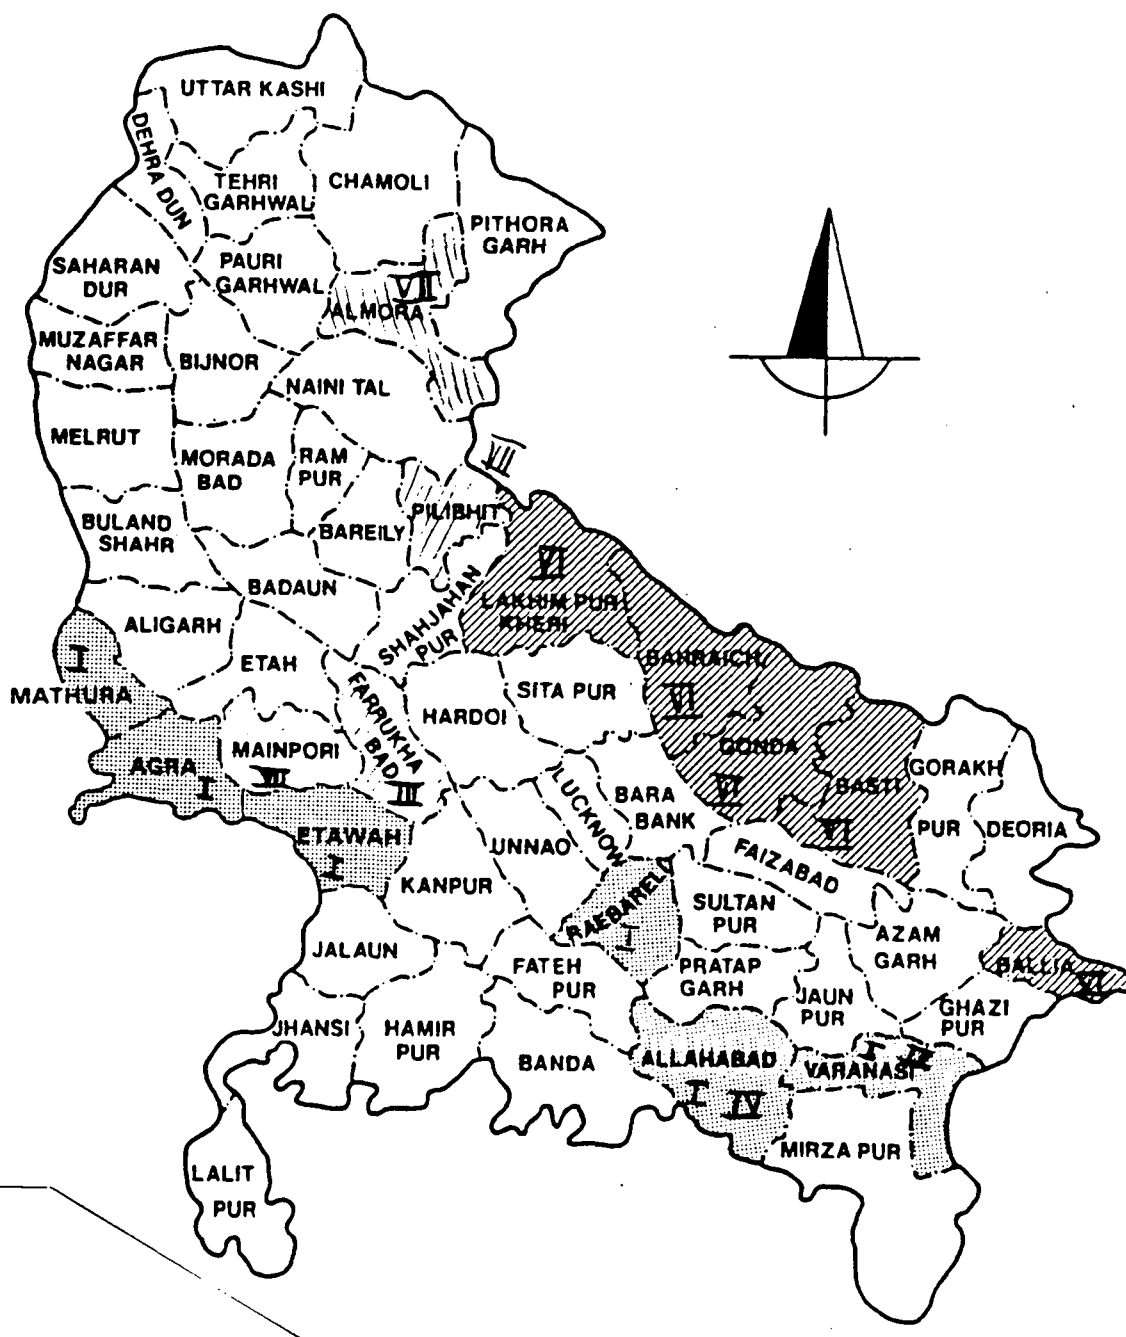 UTTAR KASHI
DEHRA DUN
TEHRI
GARHWAL
CHAMOLI
PITHORA
GARH
SAHARAN
DUR
PAURI
GARHWAL
VII
ALMORA
MUZAFFAR
NAGAR
BIJNOR
NAINI TAL
MELRUT
MORADA
BAD
RAM
PUR
VII
PILIBHIT
BULAND
SHAHR
BAREILY
BADAUN
SHAHJAHAN
PUR
VI
LAKHIM PUR
KHERI
ALIGARH
ETAH
I
MATHURA
FARRUKHA
BAD
III
HARDOI
SITA PUR
BAHRAICH
VI
GONDA
VI
BASTI
VI
GORAKH
PUR
DEORIA
AGRA
I
MAINPORI
VII
ETAWAH
I
KANPUR
UNNAO
LUCKNOW
BARA
BANK
FAIZABAD
RAEBARELI
I
SULTAN
PUR
AZAM
GARH
BALLIA
VI
JALAUN
FATEH
PUR
PRATAP
GARH
JAUN
PUR
GHAZI
PUR
JHANSI
HAMIR
PUR
BANDA
ALLAHABAD
I IV
I
VARANASI
MIRZA PUR
LALIT
PUR